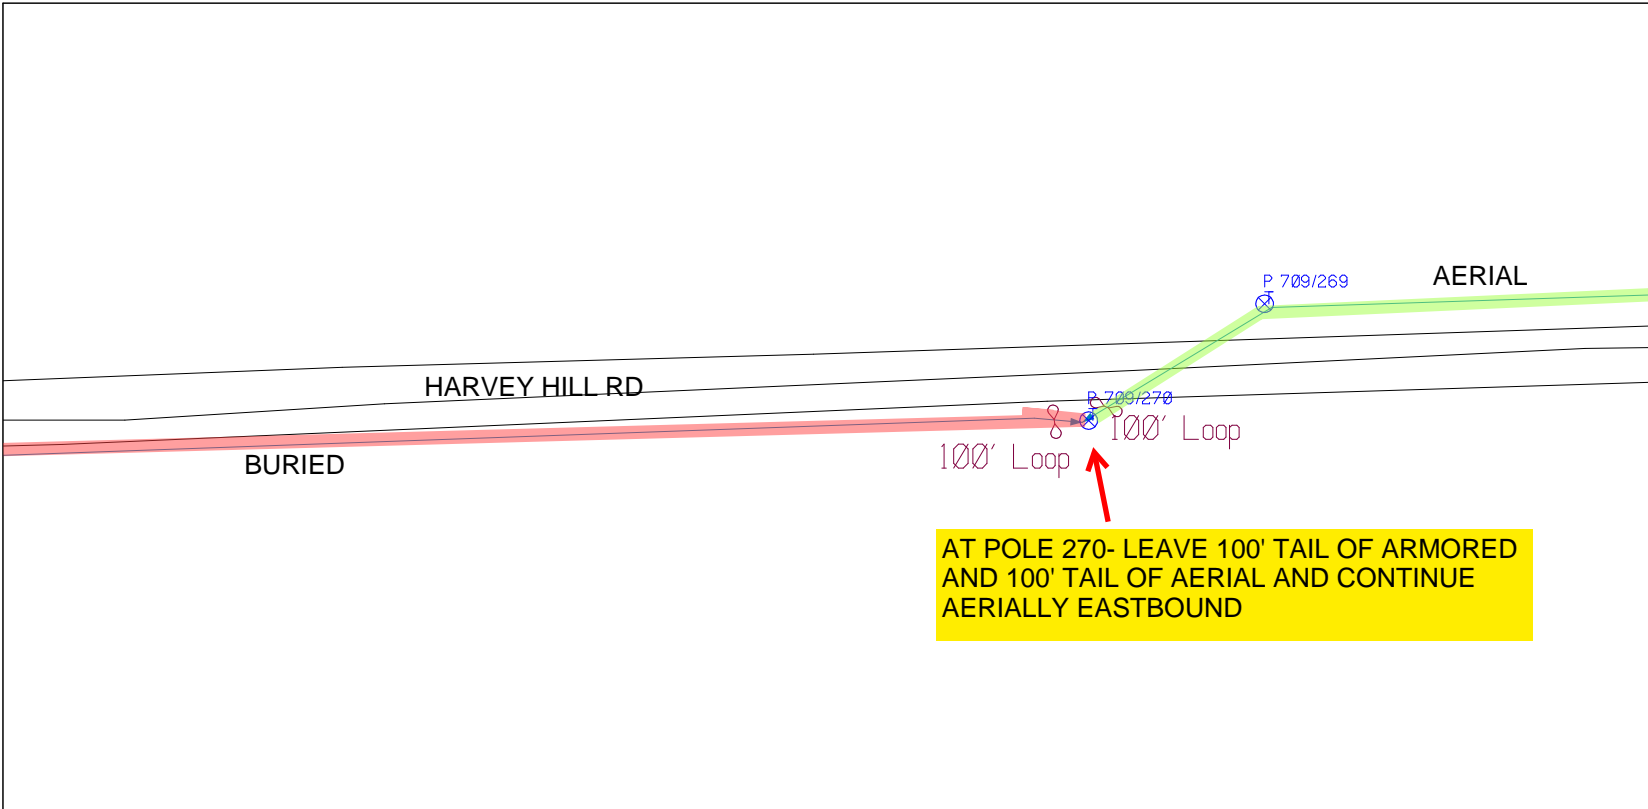 P 709/269
AERIAL
HARVEY HILL RD
P 709/270
100' Loop
100' Loop
BURIED
AT POLE 270- LEAVE 100' TAIL OF ARMORED
AND 100' TAIL OF AERIAL AND CONTINUE
AERIALLY EASTBOUND